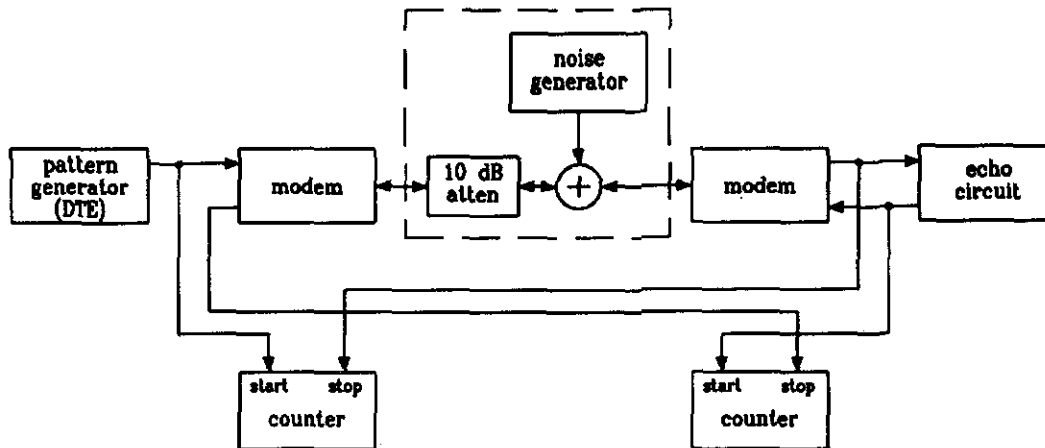 noise
generator
pattern
generator
(DTE)
modem
10 dB
atten
+
modem
echo
circuit
start stop
counter
start stop
counter